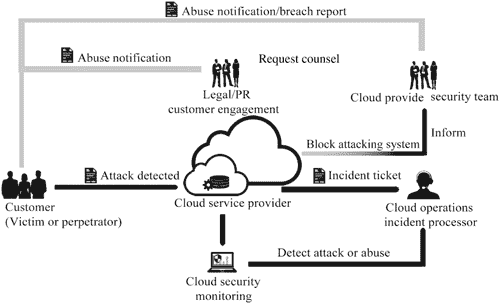 Abuse notification/breach report
Abuse notification
Request counsel
Legal/PR
customer engagement
Cloud provide security team
Inform
Block attacking system
Attack detected
Incident ticket
Cloud service provider
Customer
(Victim or perpetrator)
Cloud operations
incident processor
Detect attack or abuse
Cloud security
monitoring